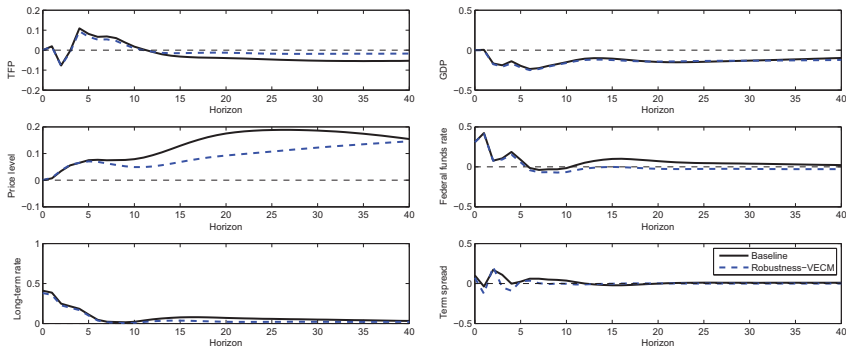 0.2
0.1
0
−0.1
−0.2
TFP
0 5 10 15 20 25 30 35 40
Horizon
0.5
0
−0.5
GDP
0 5 10 15 20 25 30 35 40
Horizon
0.2
0.1
0
−0.1
Price level
0 5 10 15 20 25 30 35 40
Horizon
0.5
0
−0.5
Federal funds rate
0 5 10 15 20 25 30 35 40
Horizon
1
0.5
0
Long−term rate
0 5 10 15 20 25 30 35 40
0.5
0
−0.5
Term spread
Baseline
Robustness−VECM
0 5 10 15 20 25 30 35 40